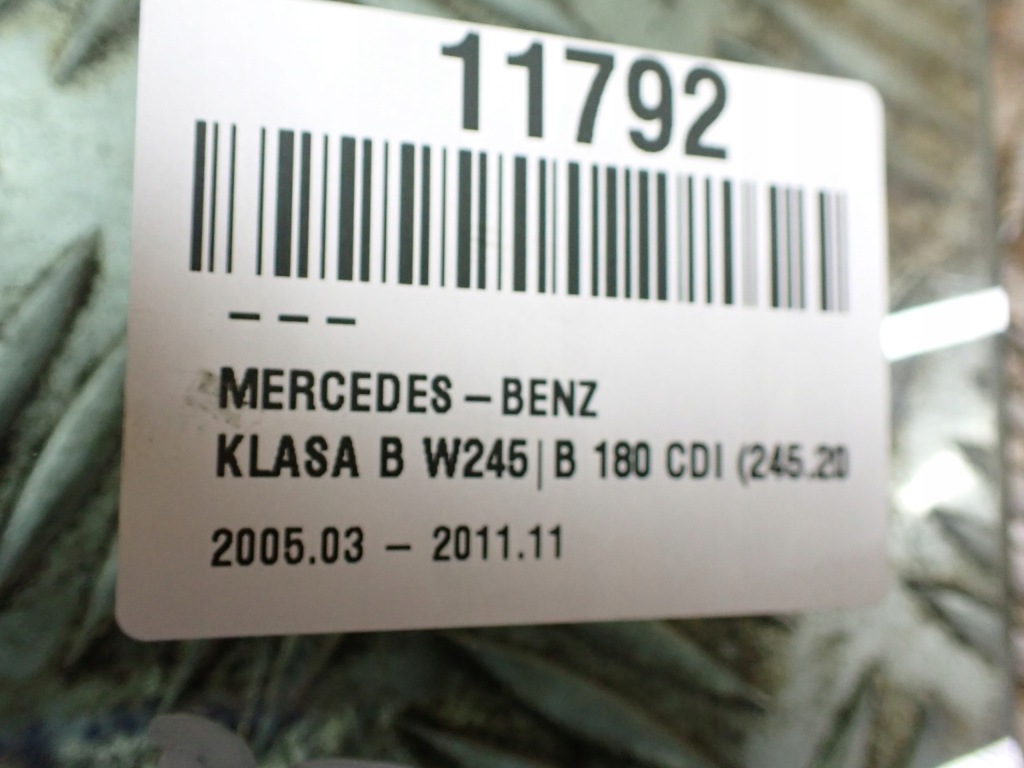 11792
---
MERCEDES-BENZ
KLASA B W245|B 180 CDI (245.20
2005.03 - 2011.11